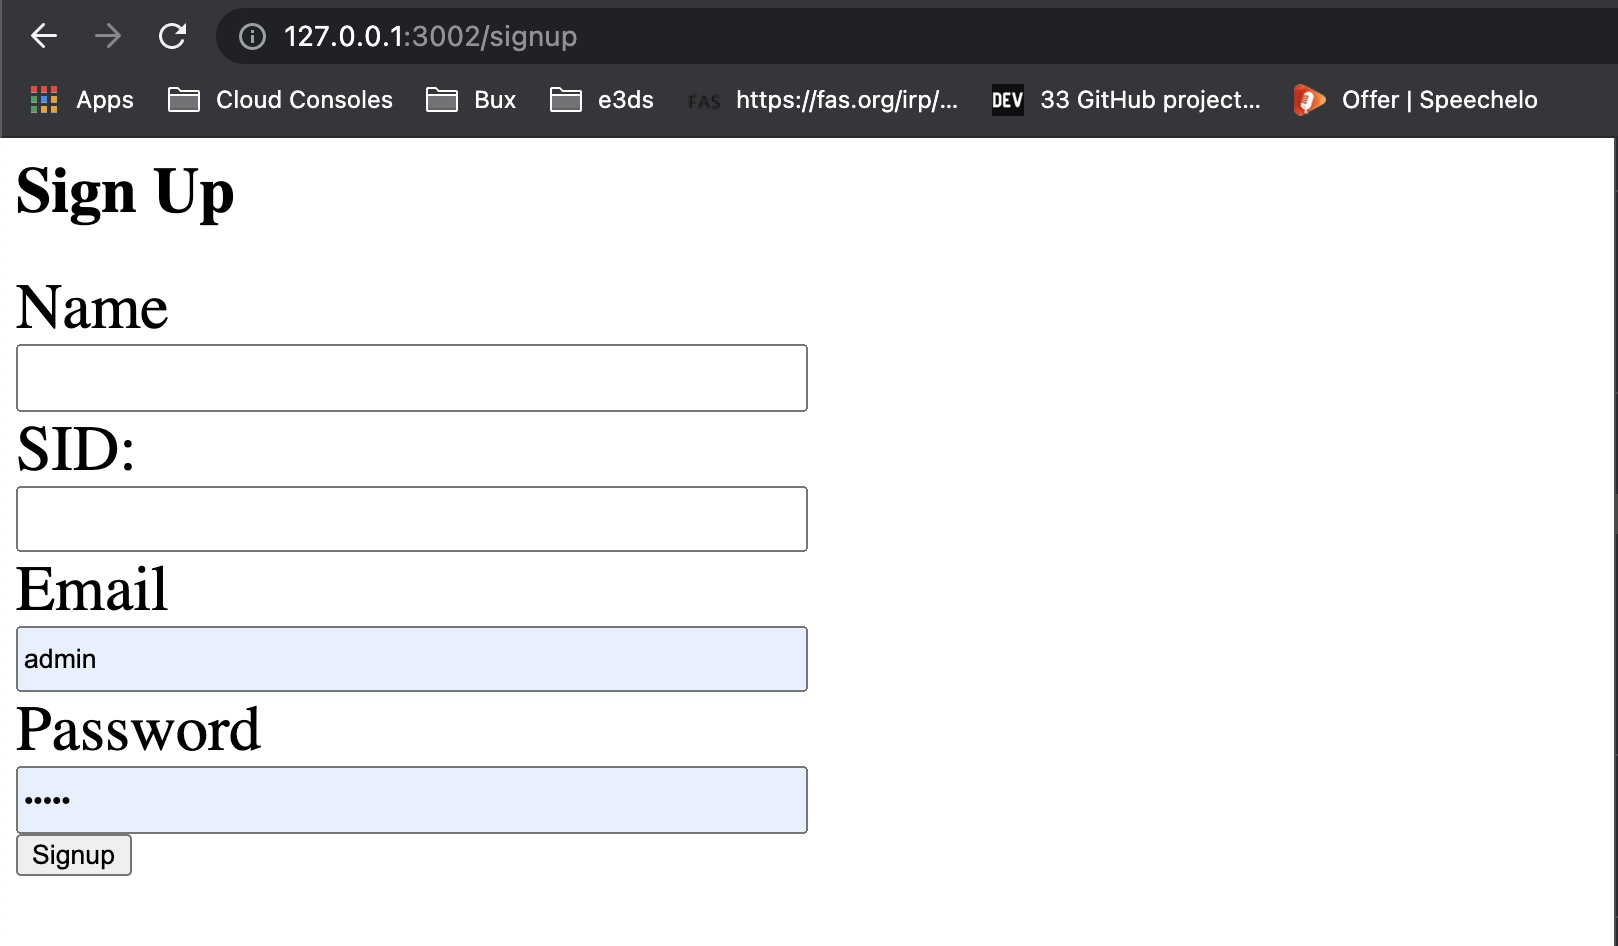 127.0.0.1:3002/signup
Apps Cloud Consoles Bux e3ds FAS https://fas.org/irp/... DEV 33 GitHub project... Offer | Speechelo
Sign Up
Name
SID:
Email
admin
Password
•••••
Signup